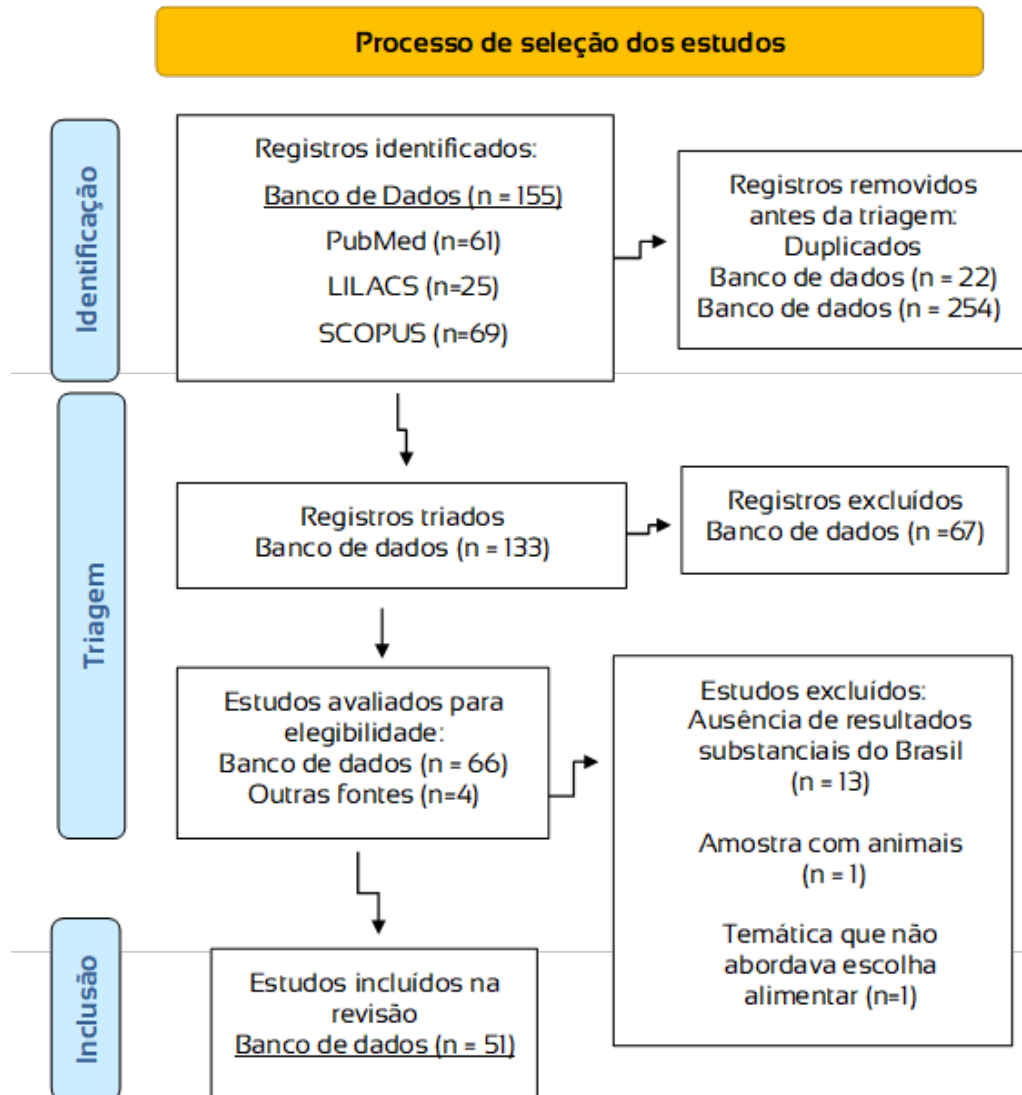 Processo de seleção dos estudos
Identificação
Registros identificados:
Banco de Dados (n = 155)
PubMed (n=61)
LILACS (n=25)
SCOPUS (n=69)
Registros removidos
antes da triagem:
Duplicados
Banco de dados (n = 22)
Banco de dados (n = 254)
Triagem
Registros triados
Banco de dados (n = 133)
Registros excluídos
Banco de dados (n =67)
Estudos avaliados para
elegibilidade:
Banco de dados (n = 66)
Outras fontes (n=4)
Estudos excluídos:
Ausência de resultados
substanciais do Brasil
(n = 13)
Amostra com animais
(n = 1)
Temática que não
abordava escolha
alimentar (n=1)
Inclusão
Estudos incluídos na
revisão
Banco de dados (n = 51)